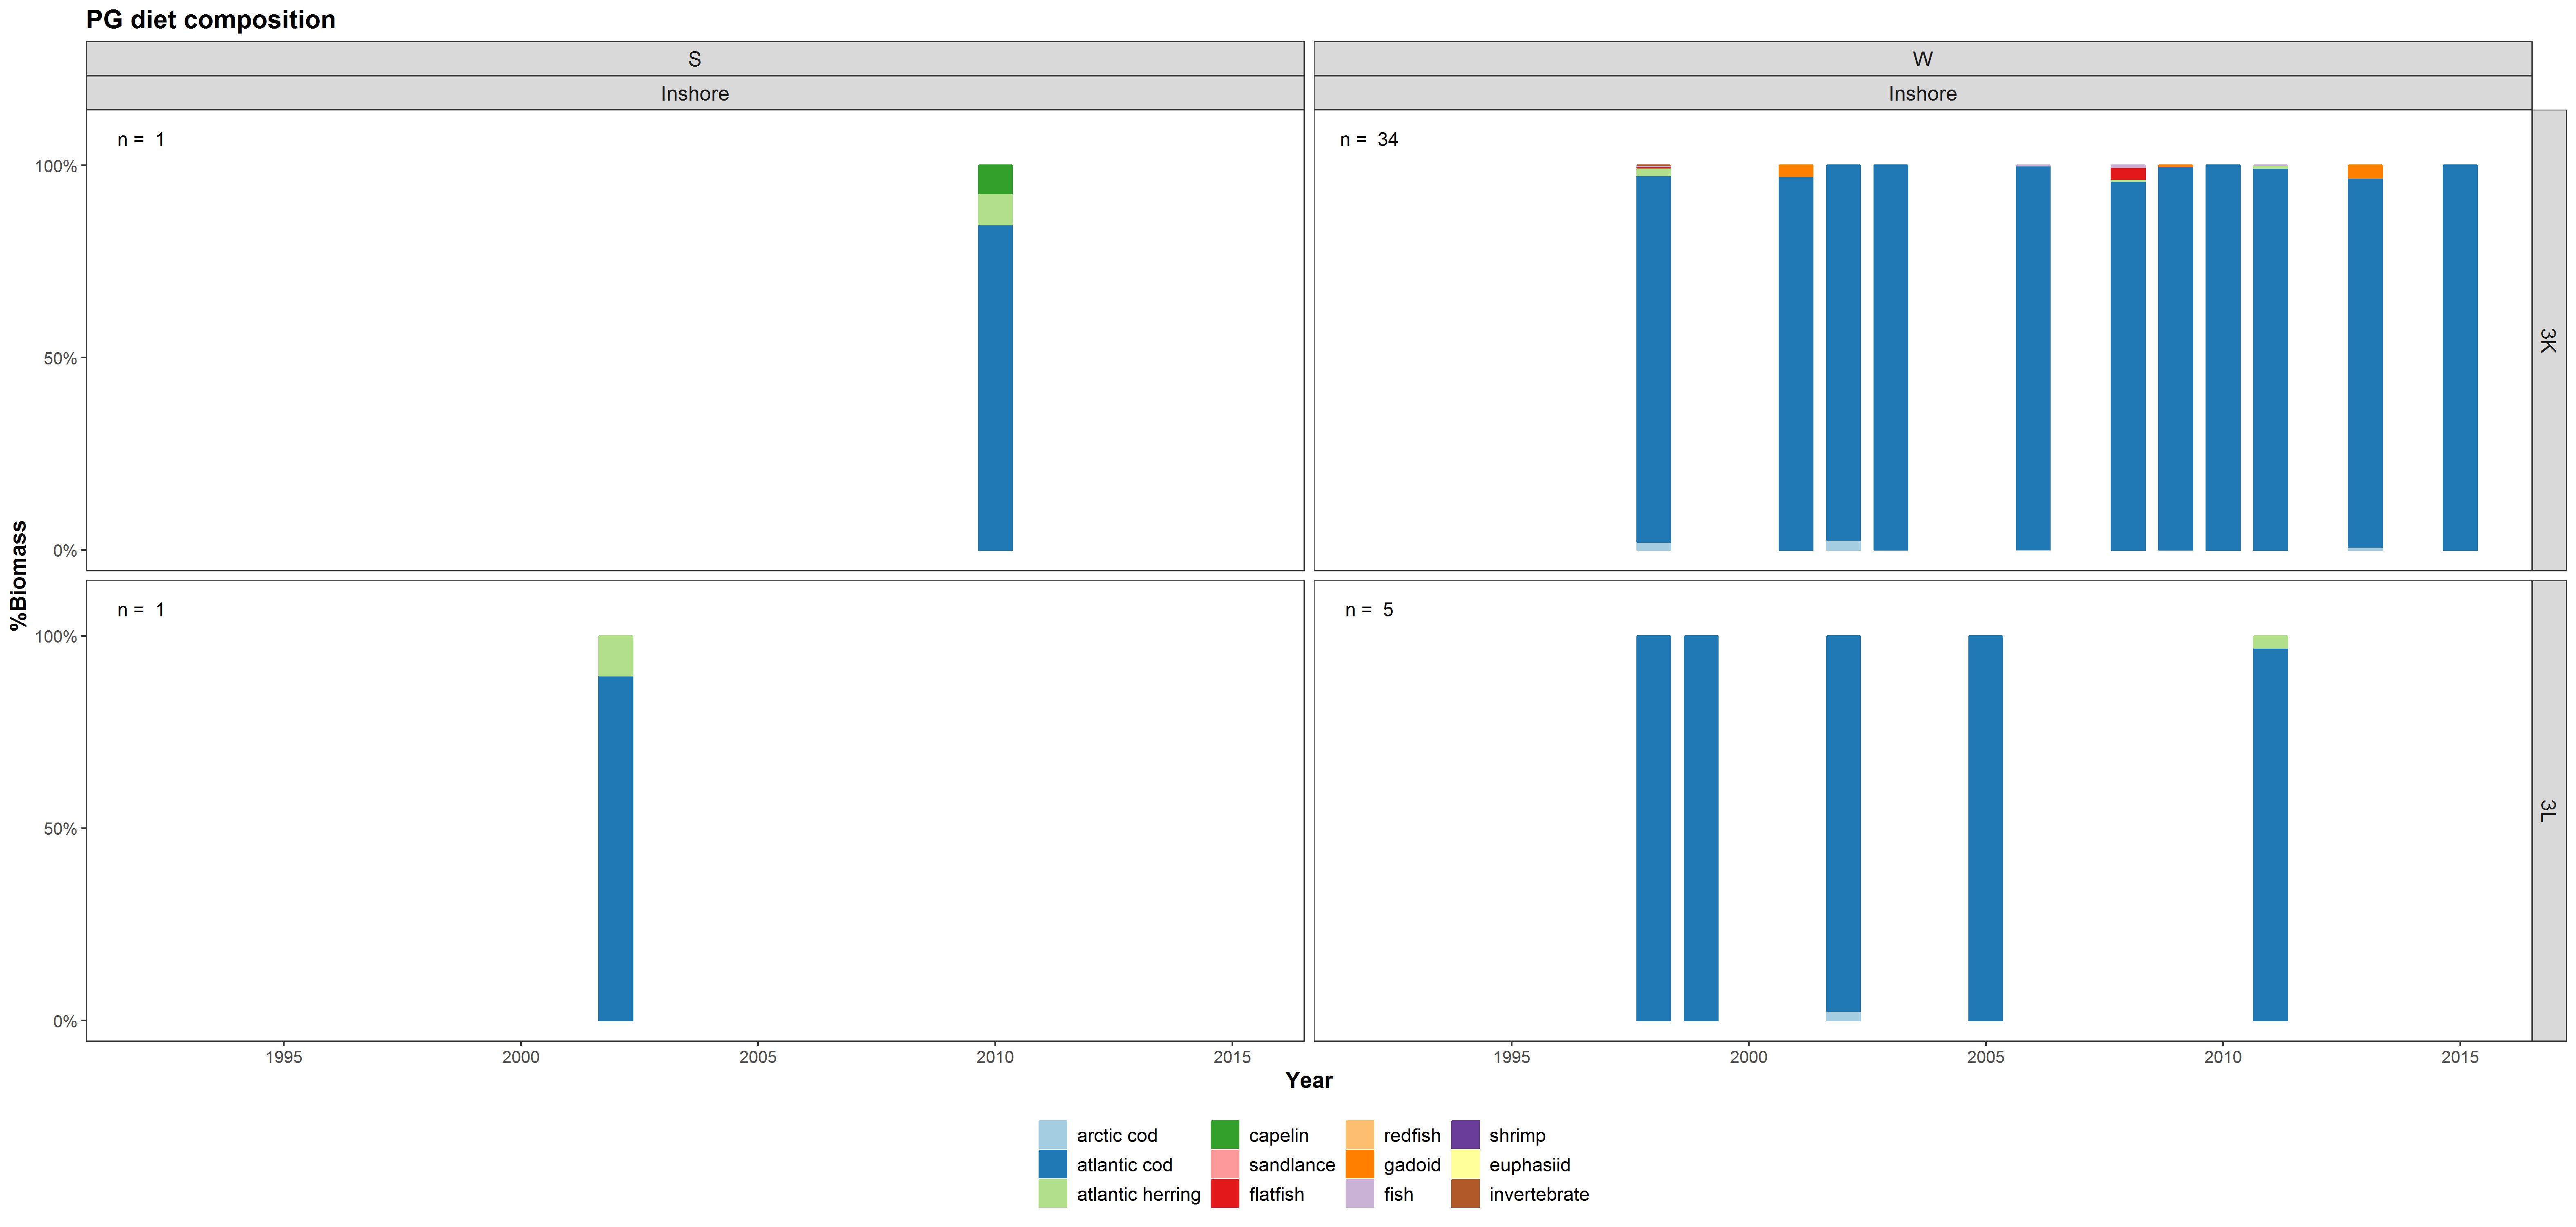 PG diet composition
S
W
Inshore
Inshore
n =  1
n =  34
100%
50%
0%
3K
%Biomass
n =  1
n =  5
100%
50%
0%
3L
1995
2000
2005
2010
2015
1995
2000
2005
2010
2015
Year
arctic cod
capelin
redfish
shrimp
atlantic cod
sandlance
gadoid
euphasiid
atlantic herring
flatfish
fish
invertebrate